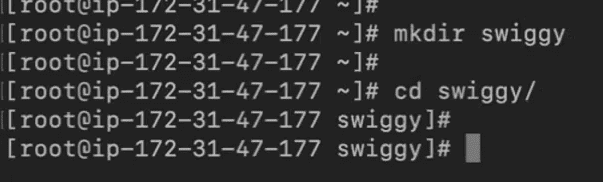 [root@ip-172-31-47-177 ~]#
[root@ip-172-31-47-177 ~]# mkdir swiggy
[root@ip-172-31-47-177 ~]#
[root@ip-172-31-47-177 ~]# cd swiggy/
[root@ip-172-31-47-177 swiggy]#
[root@ip-172-31-47-177 swiggy]#